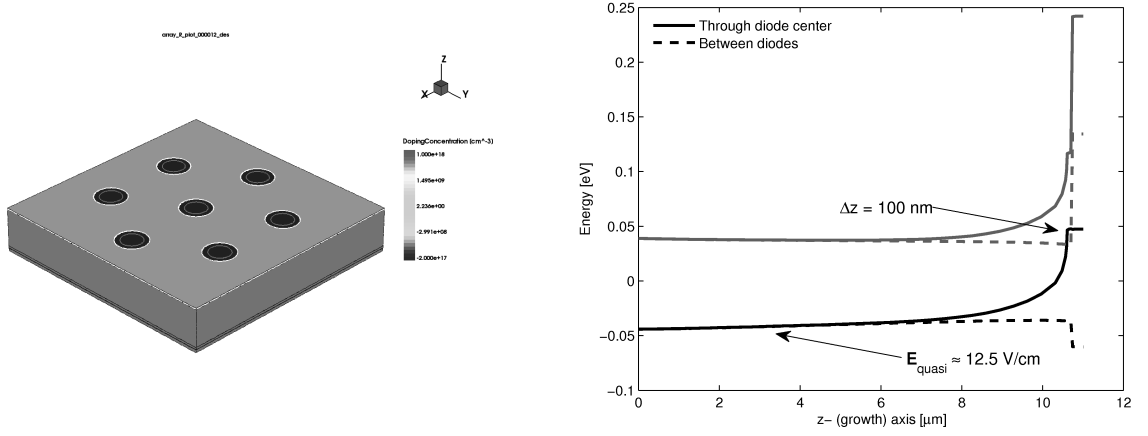 array_R_plot_000012_des
Z
X
Y
DopingConcentration (cm^-3)
1.000e+18
1.495e+09
2.236e+00
-2.991e+08
-2.000e+17
Through diode center
Between diodes
Δz = 100 nm
E_quasi ≈ 12.5 V/cm
Energy [eV]
0.25
0.2
0.15
0.1
0.05
0
−0.05
−0.1
0
2
4
6
8
10
12
z− (growth) axis [μm]